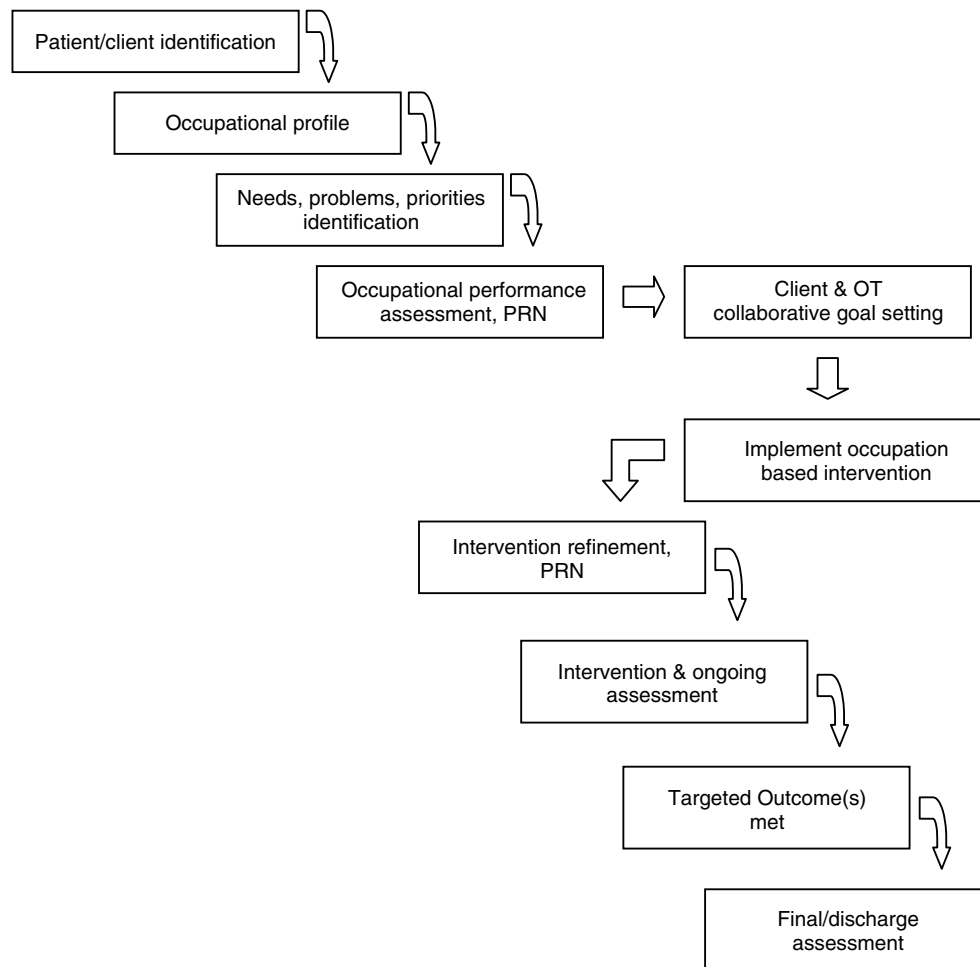 Patient/client identification
Occupational profile
Needs, problems, priorities
identification
Occupational performance
assessment, PRN
Client & OT
collaborative goal setting
Implement occupation
based intervention
Intervention refinement,
PRN
Intervention & ongoing
assessment
Targeted Outcome(s)
met
Final/discharge
assessment